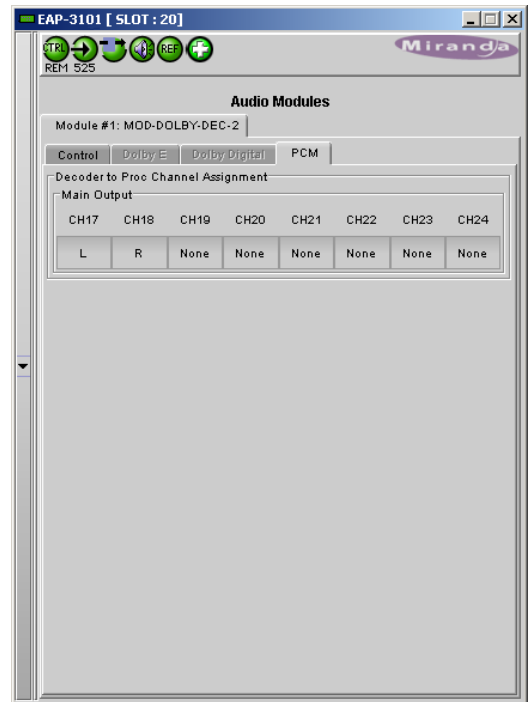 EAP-3101 [ SLOT : 20]
CTRL REF Miranda
REM 525
Audio Modules
Module #1: MOD-DOLBY-DEC-2
Control Dolby E Dolby Digital PCM
Decoder to Proc Channel Assignment
Main Output
CH17 CH18 CH19 CH20 CH21 CH22 CH23 CH24
L R None None None None None None